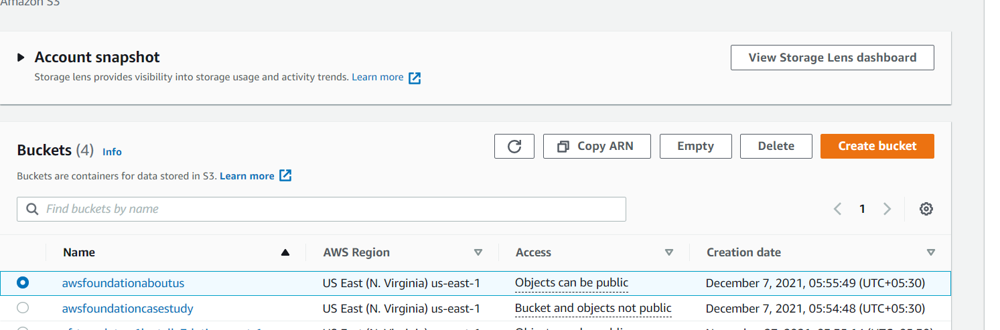 Amazon S3
Account snapshot
View Storage Lens dashboard
Storage lens provides visibility into storage usage and activity trends. Learn more
Buckets (4) Info
Copy ARN
Empty
Delete
Create bucket
Buckets are containers for data stored in S3. Learn more
Find buckets by name
1
Name AWS Region Access Creation date
awsfoundationaboutus US East (N. Virginia) us-east-1 Objects can be public December 7, 2021, 05:55:49 (UTC+05:30)
awsfoundationcasestudy US East (N. Virginia) us-east-1 Bucket and objects not public December 7, 2021, 05:54:48 (UTC+05:30)